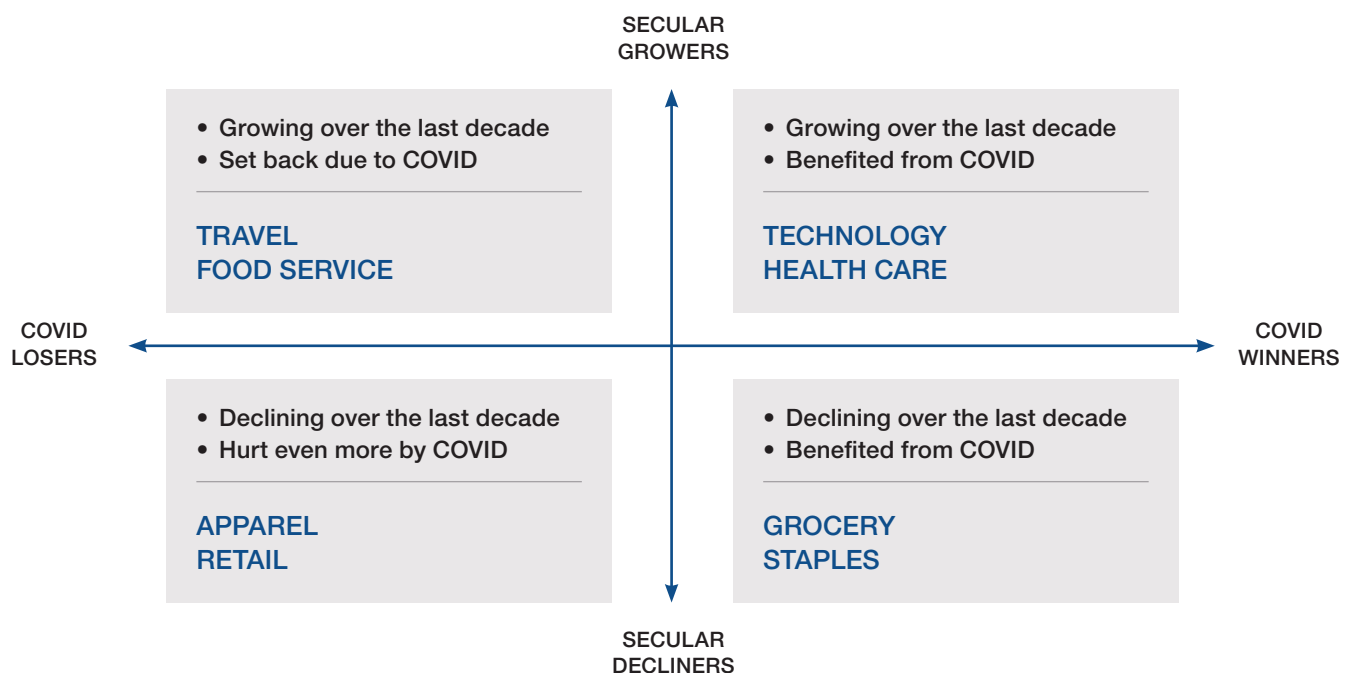 SECULAR
GROWERS
• Growing over the last decade
• Set back due to COVID
TRAVEL
FOOD SERVICE
• Growing over the last decade
• Benefited from COVID
TECHNOLOGY
HEALTH CARE
COVID
LOSERS
COVID
WINNERS
• Declining over the last decade
• Hurt even more by COVID
APPAREL
RETAIL
• Declining over the last decade
• Benefited from COVID
GROCERY
STAPLES
SECULAR
DECLINERS